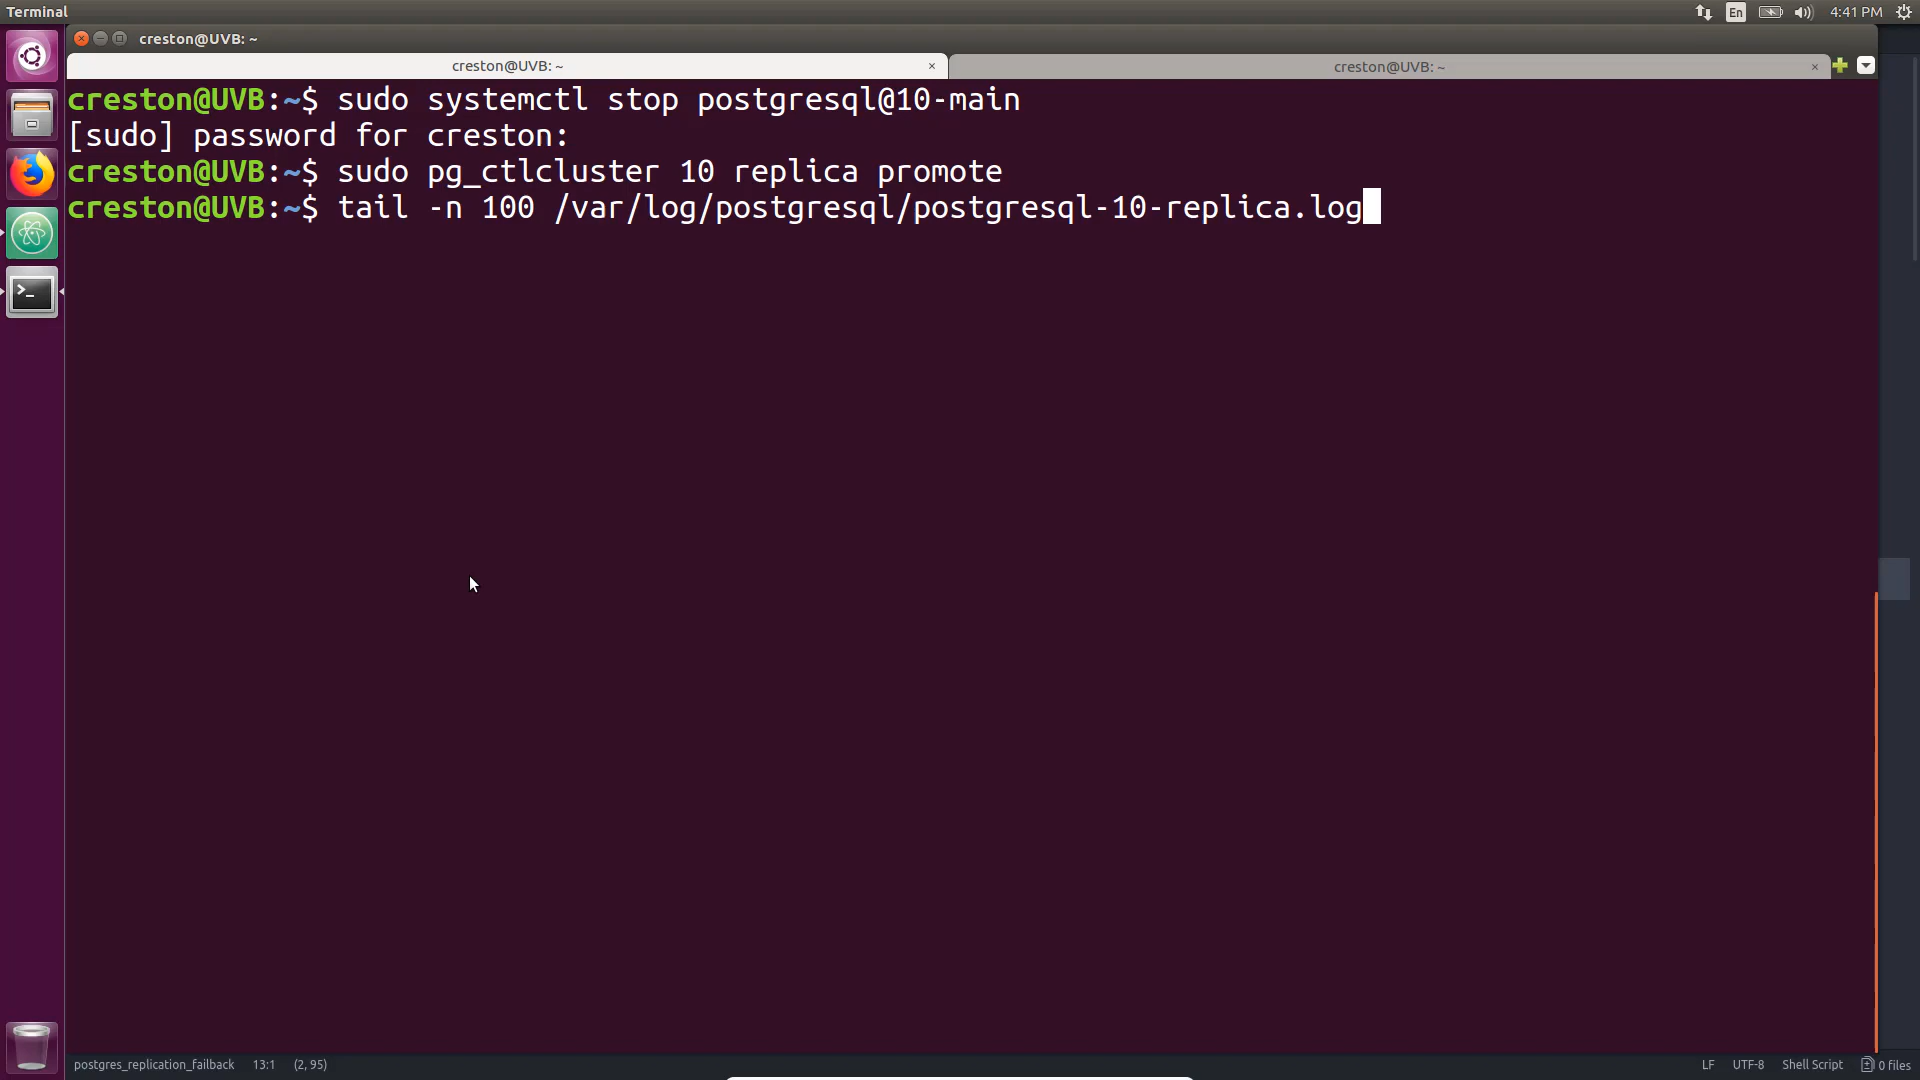 Terminal
En
4:41 PM
creston@UVB: ~
creston@UVB: ~
creston@UVB: ~
creston@UVB:~$ sudo systemctl stop postgresql@10-main
[sudo] password for creston:
creston@UVB:~$ sudo pg_ctlcluster 10 replica promote
creston@UVB:~$ tail -n 100 /var/log/postgresql/postgresql-10-replica.log
postgres_replication_failback 13:1 (2, 95)
LF UTF-8 Shell Script 0 files